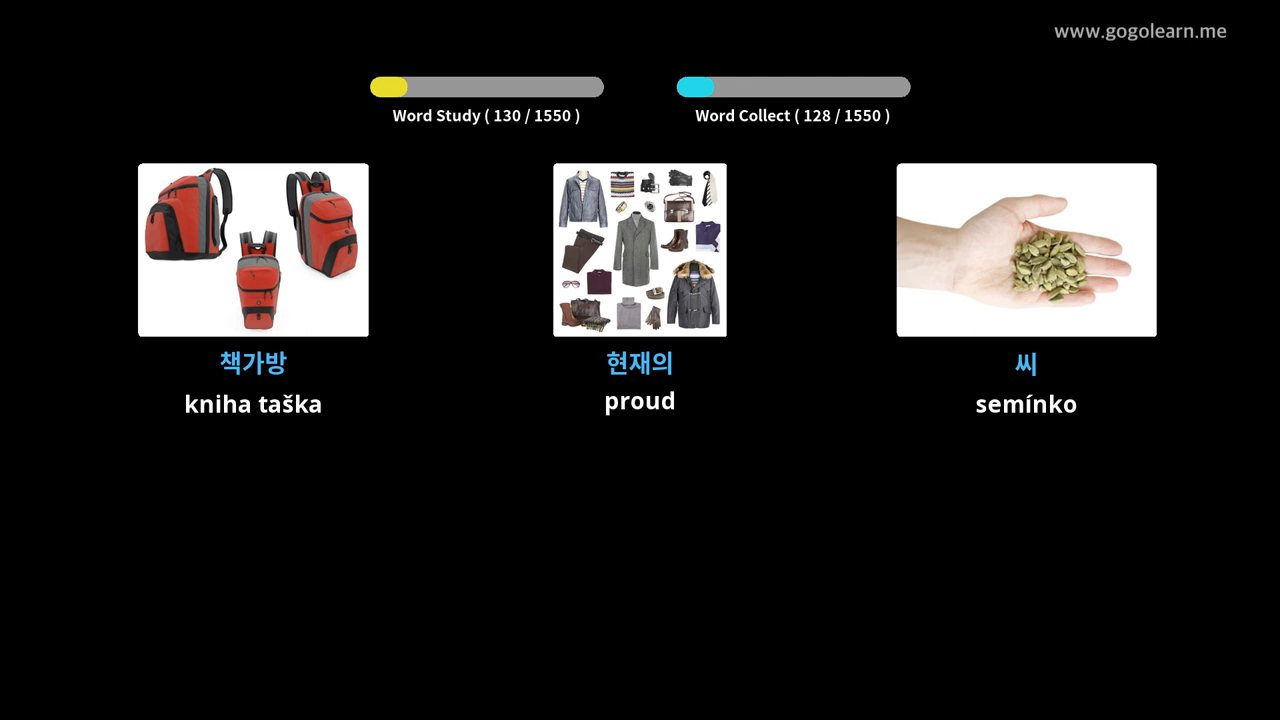 www.gogolearn.me
Word Study ( 130 / 1550 )
Word Collect ( 128 / 1550 )
책가방
현재의
씨
kniha taška
proud
semínko